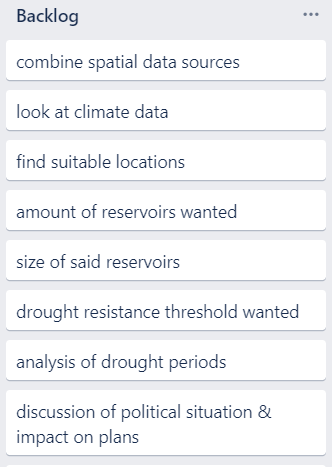 Backlog
combine spatial data sources
look at climate data
find suitable locations
amount of reservoirs wanted
size of said reservoirs
drought resistance threshold wanted
analysis of drought periods
discussion of political situation &
impact on plans